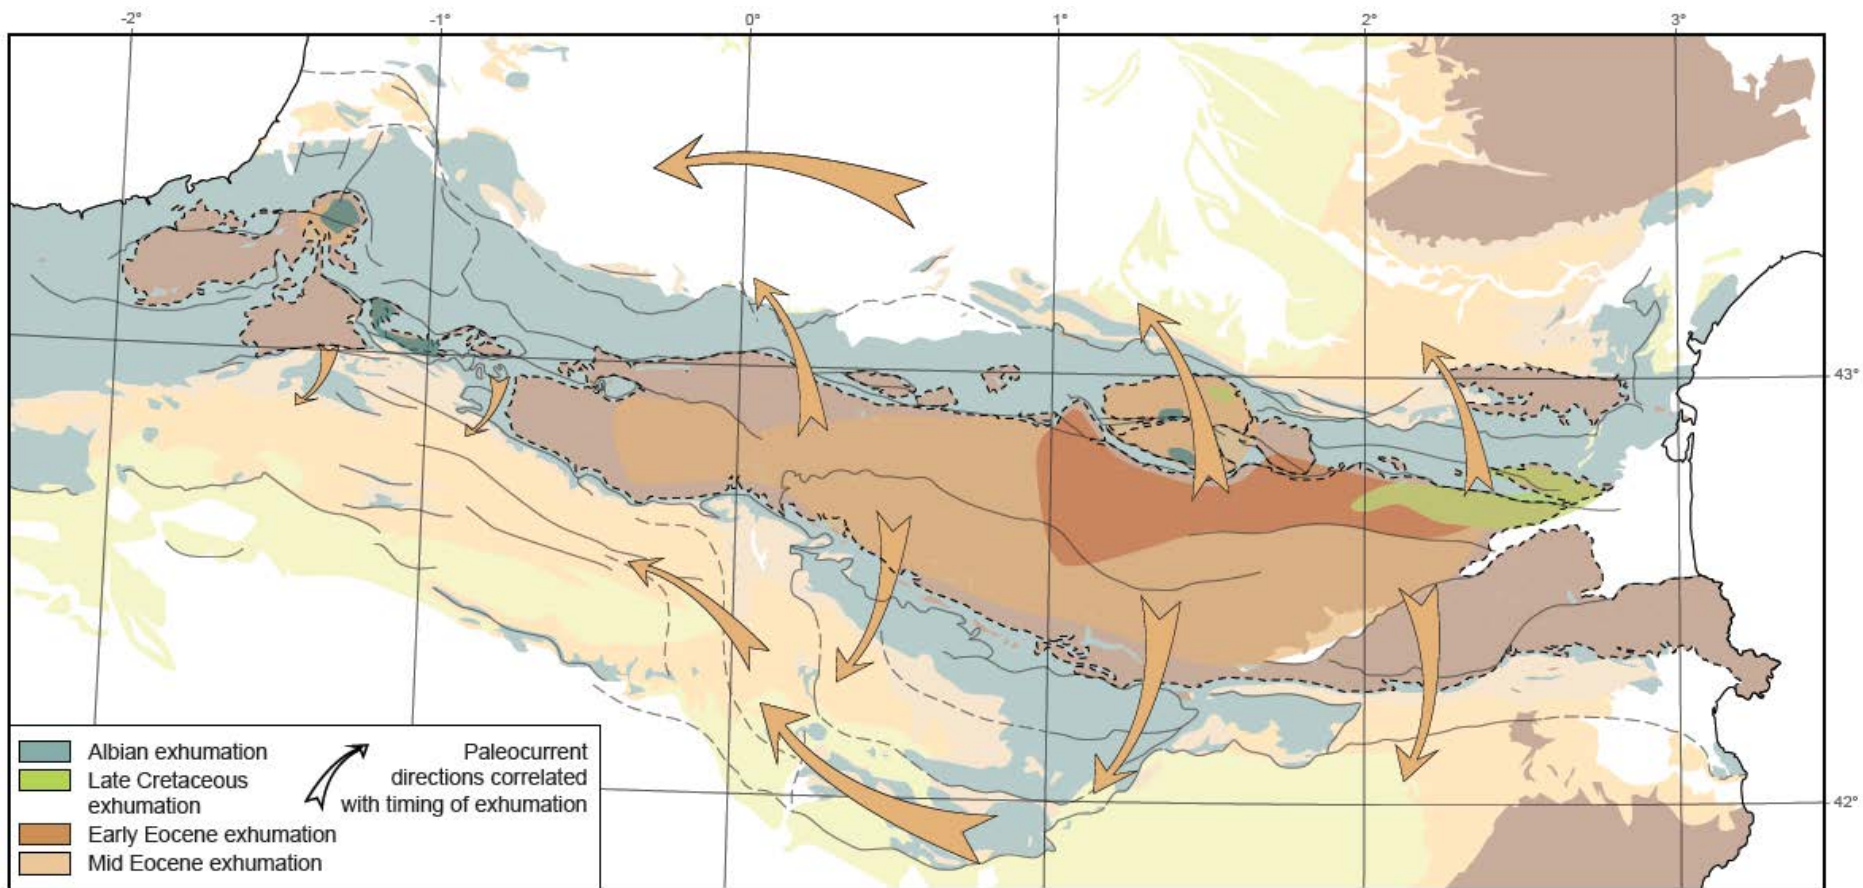 -2° -1° 0° 1° 2° 3°
43°
42°
Albian exhumation
Late Cretaceous
exhumation
Early Eocene exhumation
Mid Eocene exhumation
Paleocurrent
directions correlated
with timing of exhumation